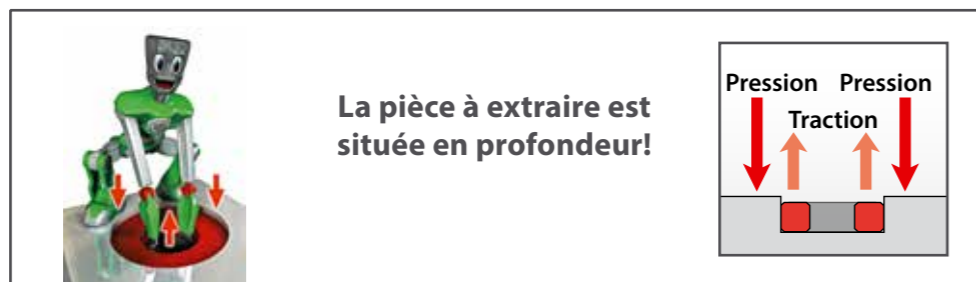 La pièce à extraire est
située en profondeur!
Pression Pression
Traction